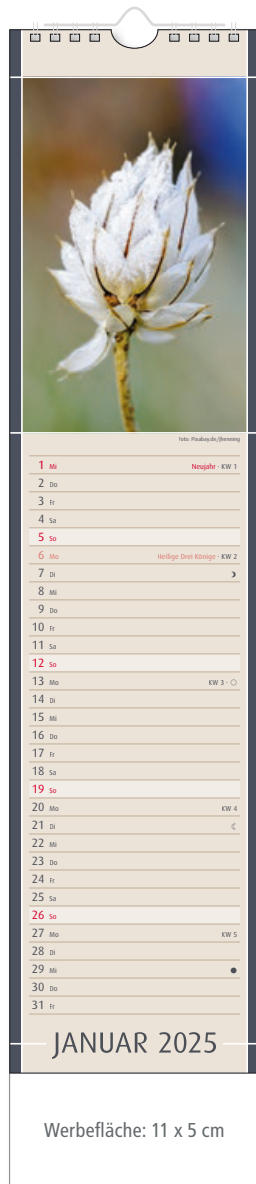 Foto: Pixabay.de/jhenning
1 Mi Neujahr · KW 1
2 Do
3 Fr
4 Sa
5 So
6 Mo Heilige Drei Könige · KW 2
7 Di
8 Mi
9 Do
10 Fr
11 Sa
12 So
13 Mo KW 3 ·
14 Di
15 Mi
16 Do
17 Fr
18 Sa
19 So
20 Mo KW 4
21 Di
22 Mi
23 Do
24 Fr
25 Sa
26 So
27 Mo KW 5
28 Di
29 Mi
30 Do
31 Fr
JANUAR 2025
Werbefläche: 11 x 5 cm